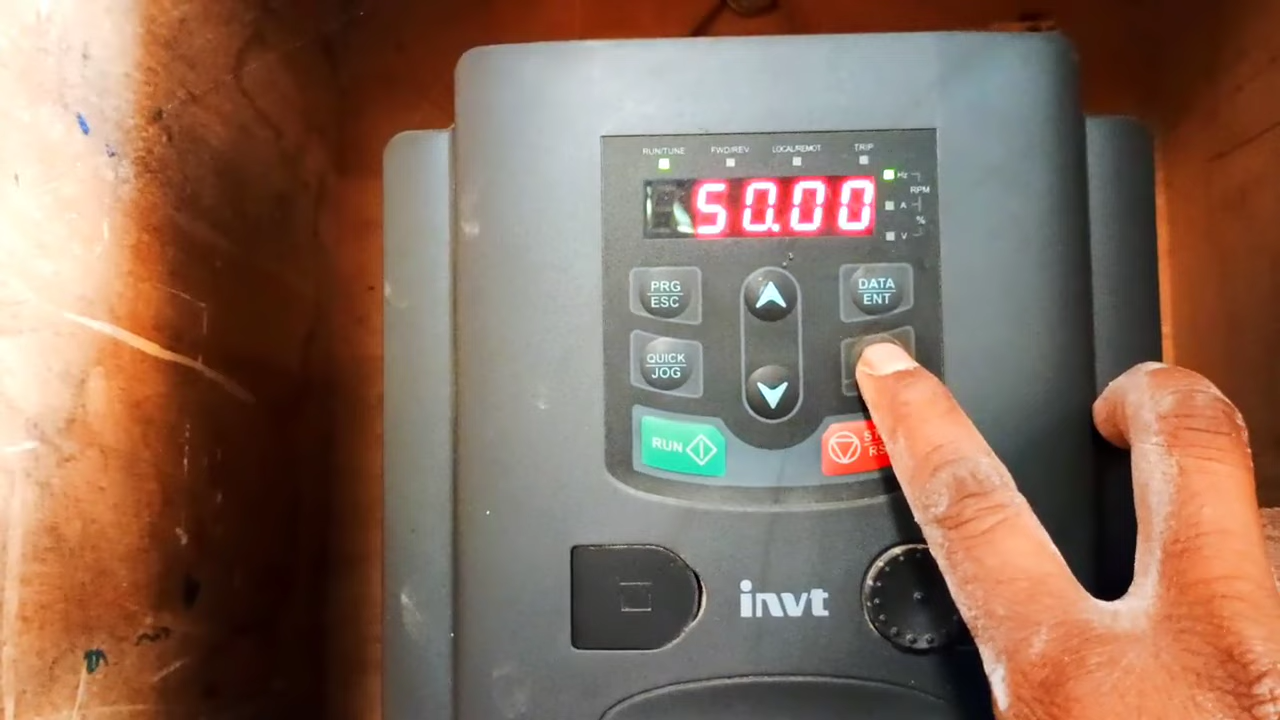 RUN/TUNE FWD/REV LOCAL/REMOT TRIP
50.00
Hz
RPM
A
%
V
PRG
ESC
DATA
ENT
QUICK
JOG
RUN
invt